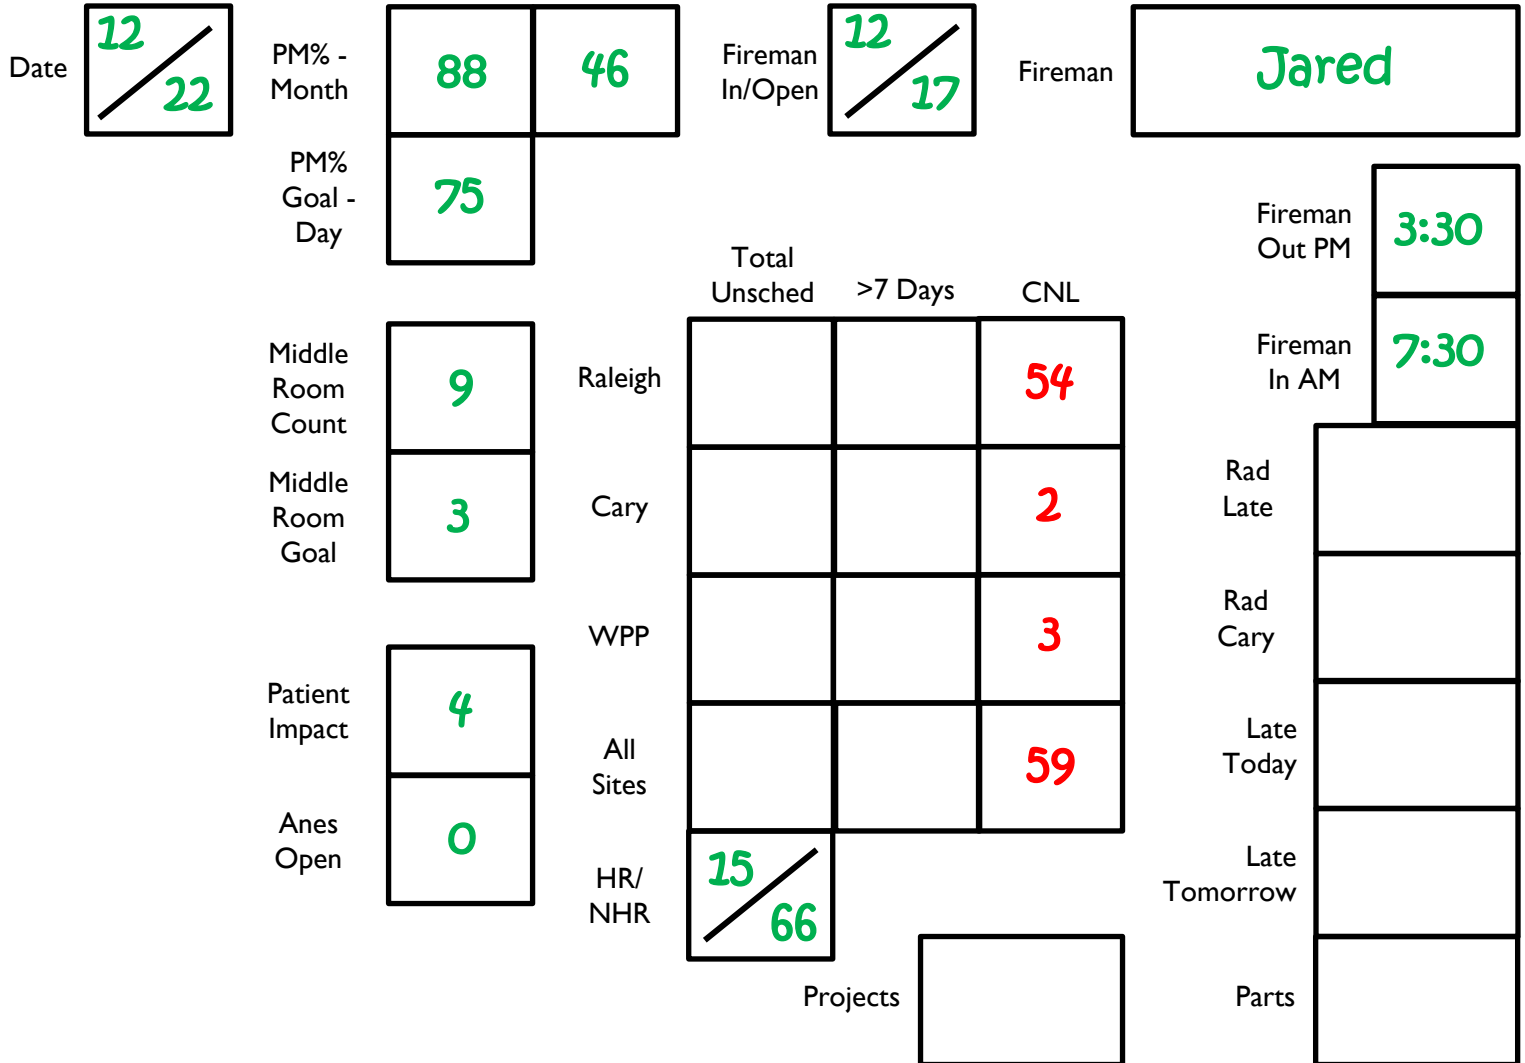 Date
12
22
PM% -
Month
88
46
Fireman
In/Open
12
17
Fireman
Jared
PM%
Goal -
Day
75
Fireman
Out PM
3:30
Fireman
In AM
7:30
Total
Unsched
>7 Days
CNL
Middle
Room
Count
9
Raleigh
54
Middle
Room
Goal
3
Cary
2
Rad
Late
WPP
3
Rad
Cary
Patient
Impact
4
All
Sites
59
Late
Today
Anes
Open
0
HR/
NHR
15
66
Late
Tomorrow
Projects
Parts